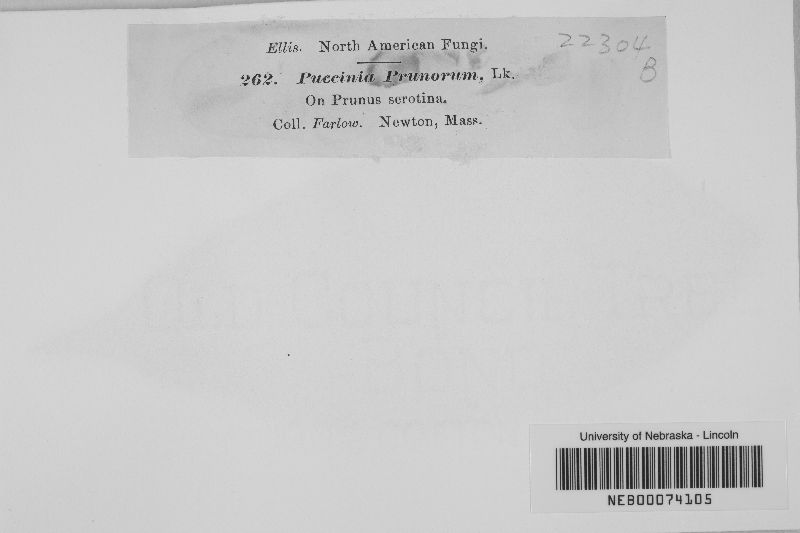 Ellis. North American Fungi.
22304
B
262. Puccinia Prunorum, Lk.
On Prunus serotina.
Coll. Farlow. Newton, Mass.
University of Nebraska - Lincoln
NEB00074105